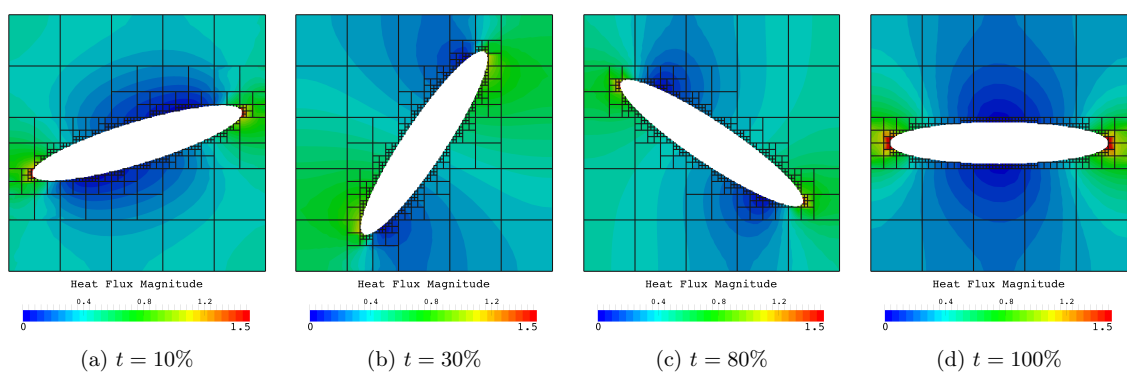 Heat Flux Magnitude
0.4 0.8 1.2
0 1.5
(a) t = 10%
Heat Flux Magnitude
0.4 0.8 1.2
0 1.5
(b) t = 30%
Heat Flux Magnitude
0.4 0.8 1.2
0 1.5
(c) t = 80%
Heat Flux Magnitude
0.4 0.8 1.2
0 1.5
(d) t = 100%